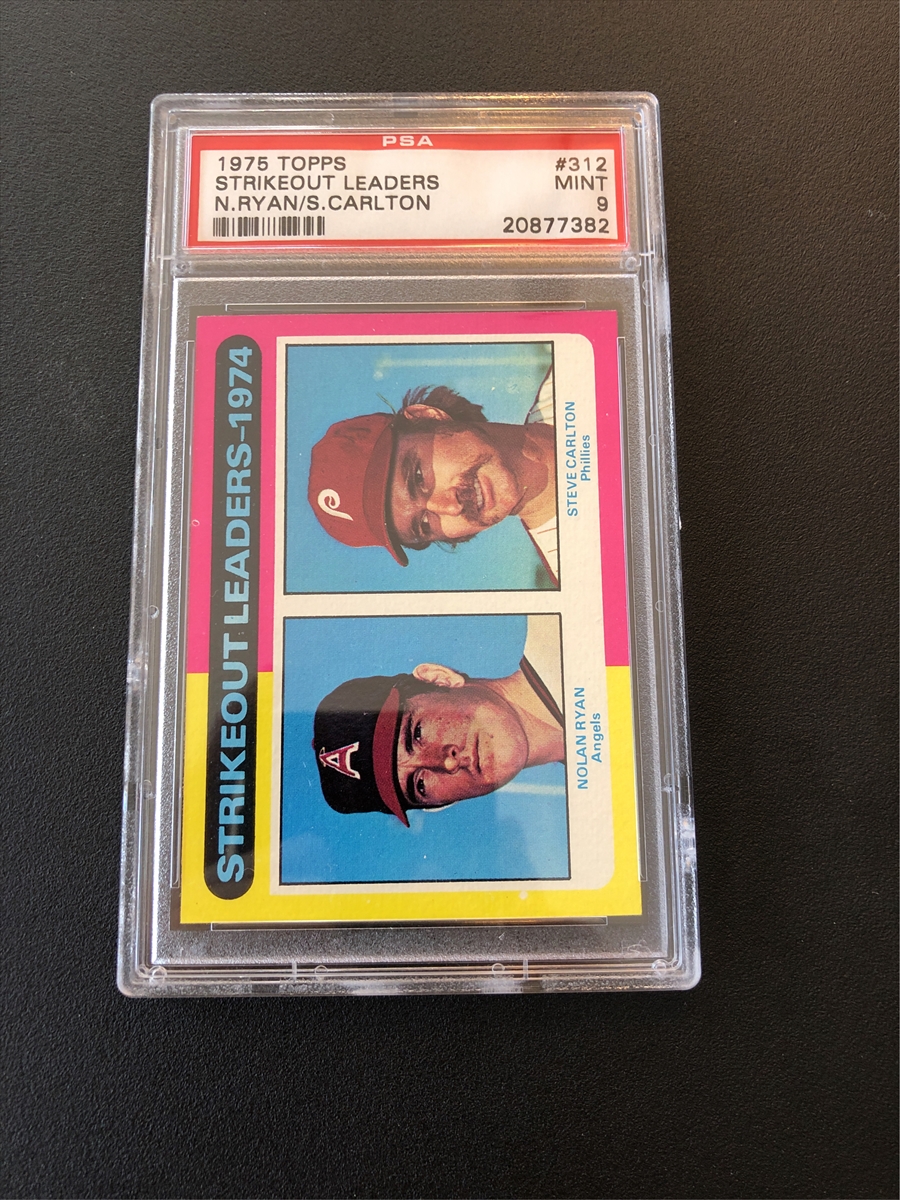 PSA
1975 TOPPS #312
STRIKEOUT LEADERS MINT
N.RYAN/S.CARLTON 9
20877382
STRIKEOUT LEADERS-1974
NOLAN RYAN
Angels
STEVE CARLTON
Phillies
P
A